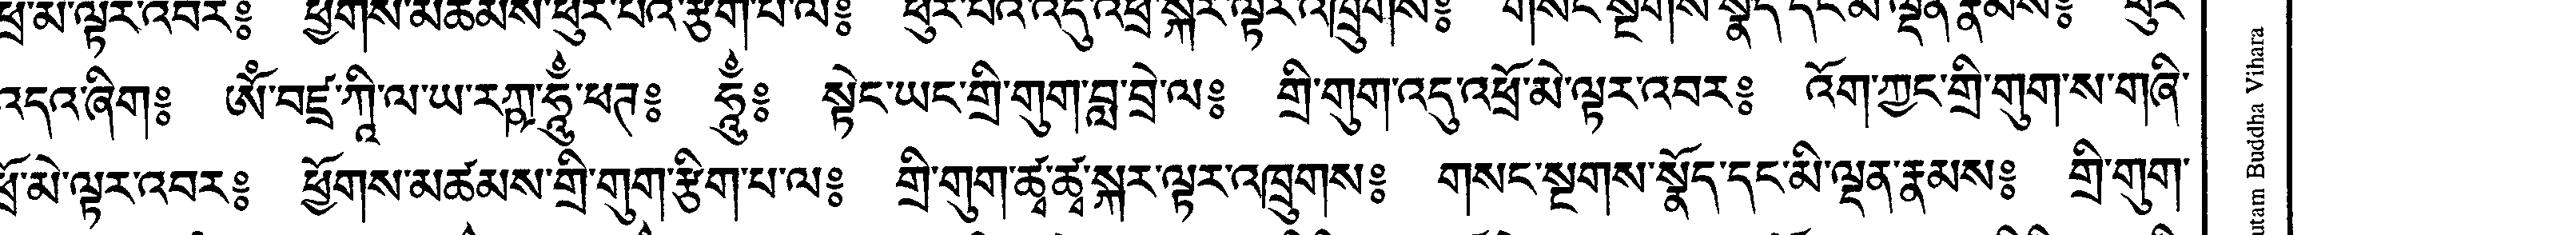 ཕྲ་མེ་ལྟར་འབར༔ ཕྱོགས་མཚམས་ཕུར་པའི་རྩིག་པ་ལ༔ ཕུར་པའི་འདུ་འཕྲོ་སྐར་ལྟར་འཁྲུགས༔ གསང་སྔགས་སྣོད་དང་མི་ལྡན་རྣམས༔ ཕུར
འདའ་ཞིག༔ ཨོཾ་བཛྲ་ཀཱི་ལ་ཡ་རཀྵ་ཧཱུྃ་ཕཊ༔ ཧཱུྃ༔ སྟེང་ཡང་གྲི་གུག་བླ་བྲེ་ལ༔ གྲི་གུག་འདུ་འཕྲོ་མེ་ལྟར་འབར༔ འོག་ཀྱང་གྲི་གུག་ས་གཞི་
ཕྲོ་མེ་ལྟར་འབར༔ ཕྱོགས་མཚམས་གྲི་གུག་རྩིག་པ་ལ༔ གྲི་གུག་ཚྭ་ཚྭ་སྐར་ལྟར་འཁྲུགས༔ གསང་སྔགས་སྣོད་དང་མི་ལྡན་རྣམས༔ གྲི་གུག་
utam Buddha Vihara